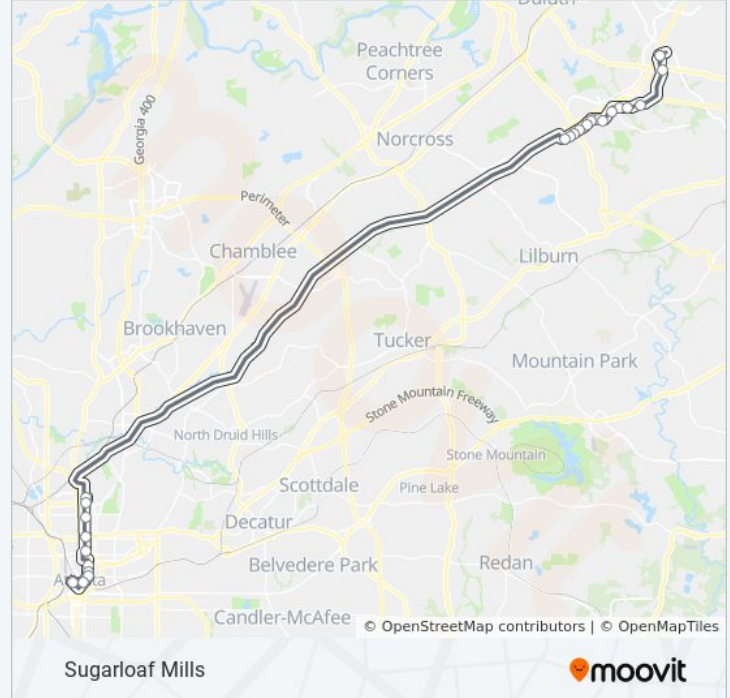 Duluth
Peachtree
Corners
Georgia 400
Norcross
Perimeter
Chamblee
Lilburn
Brookhaven
Tucker
Mountain Park
Stone Mountain Freeway
North Druid Hills
Stone Mountain
Scottdale
Pine Lake
Decatur
Belvedere Park
Redan
Candler-McAfee
© OpenStreetMap contributors | © OpenMapTiles
Sugarloaf Mills
moovit